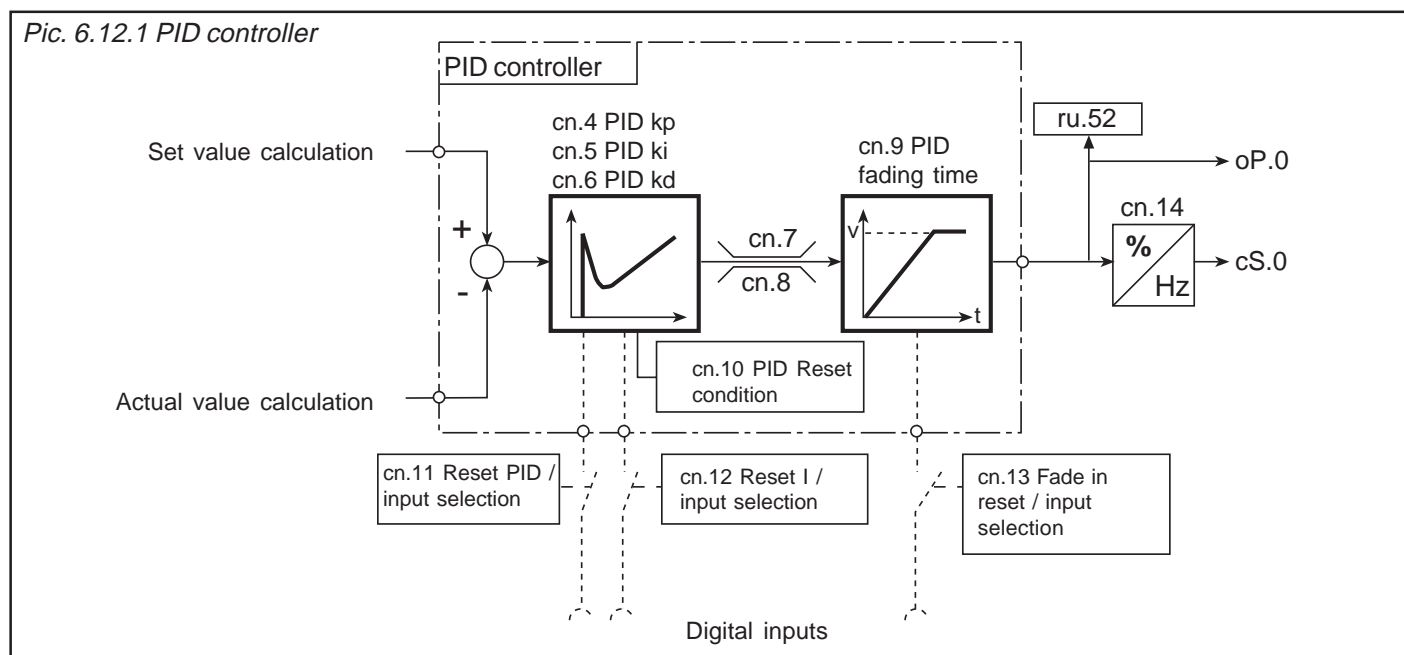 Pic. 6.12.1 PID controller
PID controller
cn.4 PID kp
cn.5 PID ki
cn.6 PID kd
cn.9 PID
fading time
ru.52
Set value calculation
oP.0
cn.14
+
-
cn.7
cn.8
v
t
%
Hz
cS.0
cn.10 PID Reset
condition
Actual value calculation
cn.11 Reset PID /
input selection
cn.12 Reset I /
input selection
cn.13 Fade in
reset / input
selection
Digital inputs